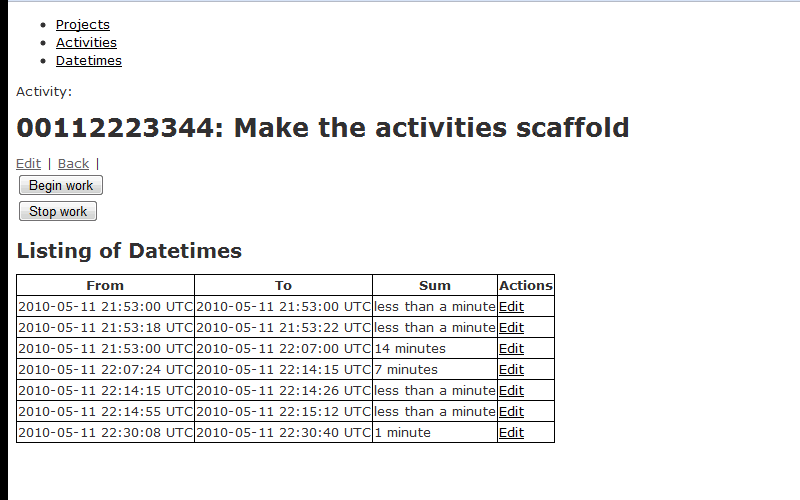 Projects
Activities
Datetimes
Activity:
00112223344: Make the activities scaffold
Edit | Back |
Begin work
Stop work
Listing of Datetimes
From To Sum Actions
2010-05-11 21:53:00 UTC 2010-05-11 21:53:00 UTC less than a minute Edit
2010-05-11 21:53:18 UTC 2010-05-11 21:53:22 UTC less than a minute Edit
2010-05-11 21:53:00 UTC 2010-05-11 22:07:00 UTC 14 minutes Edit
2010-05-11 22:07:24 UTC 2010-05-11 22:14:15 UTC 7 minutes Edit
2010-05-11 22:14:15 UTC 2010-05-11 22:14:26 UTC less than a minute Edit
2010-05-11 22:14:55 UTC 2010-05-11 22:15:12 UTC less than a minute Edit
2010-05-11 22:30:08 UTC 2010-05-11 22:30:40 UTC 1 minute Edit